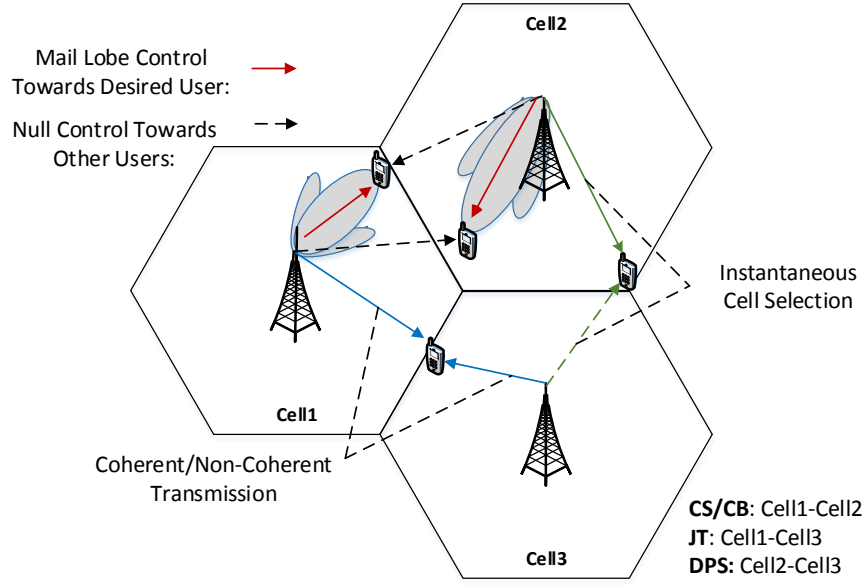 Cell2
Mail Lobe Control
Towards Desired User:
Null Control Towards
Other Users:
Instantaneous
Cell Selection
Cell1
Coherent/Non-Coherent
Transmission
CS/CB: Cell1-Cell2
JT: Cell1-Cell3
DPS: Cell2-Cell3
Cell3